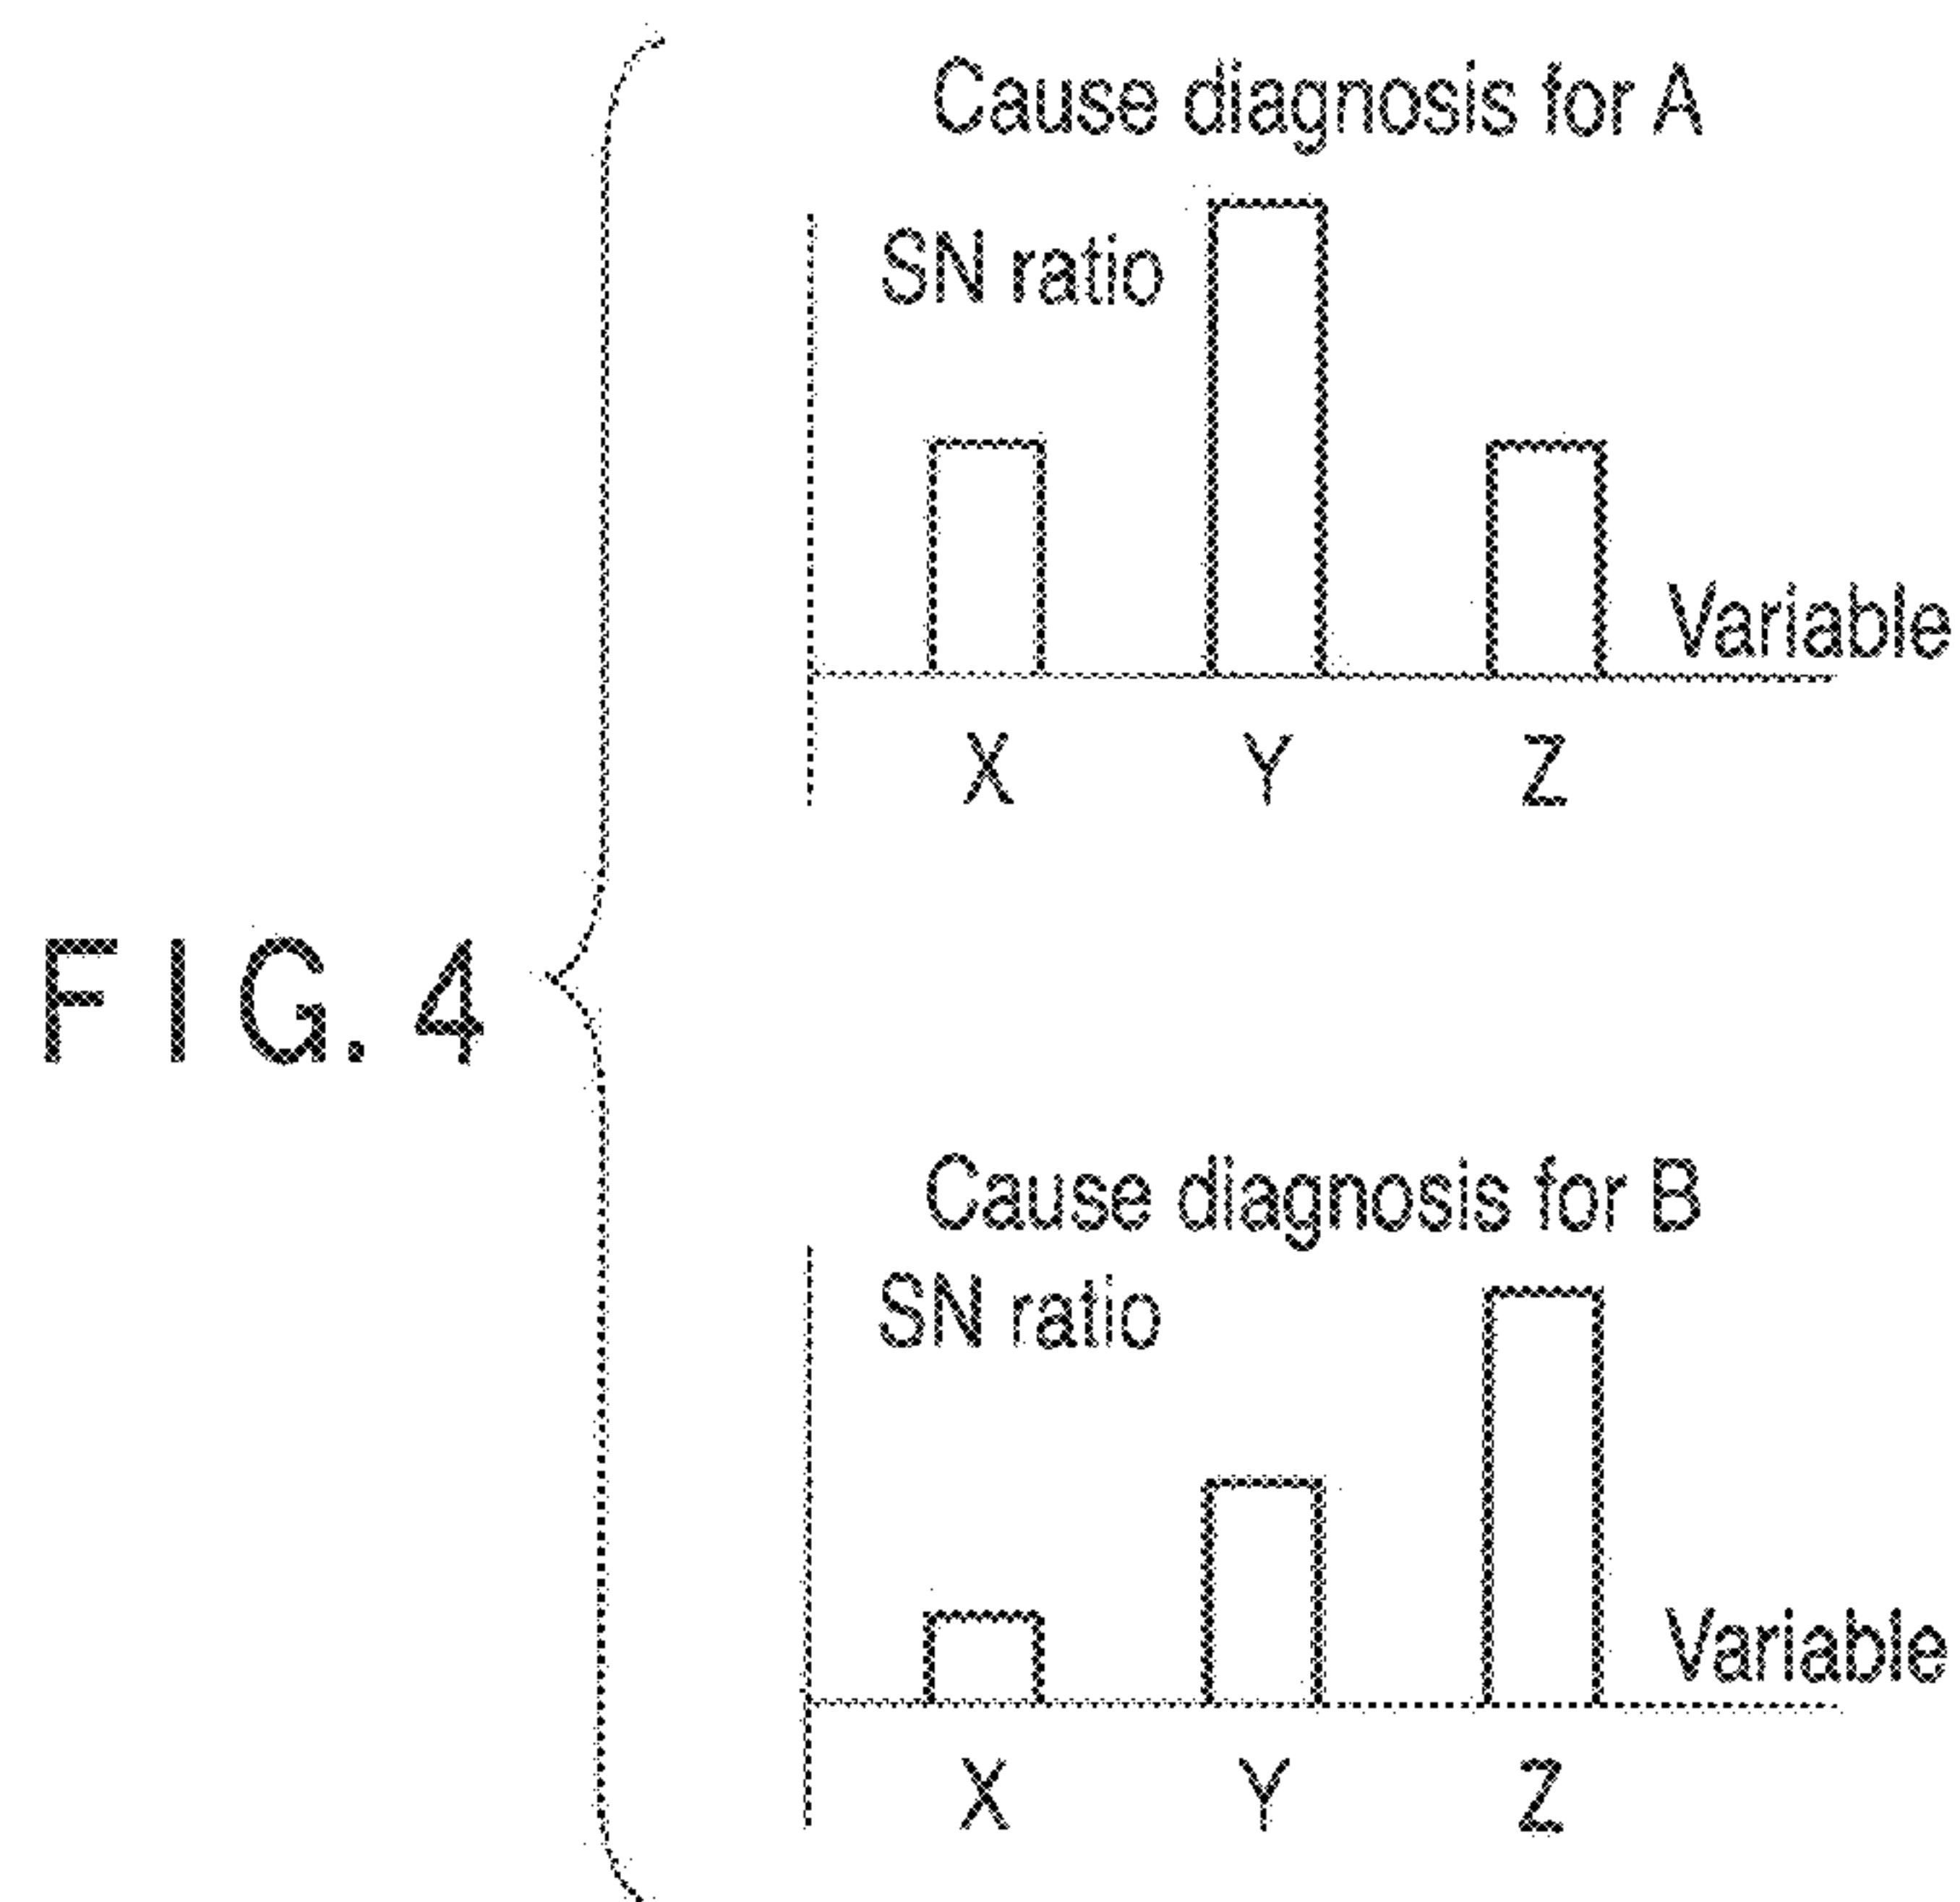 FIG. 4
Cause diagnosis for A
SN ratio
Variable
X Y Z
Cause diagnosis for B
SN ratio
Variable
X Y Z